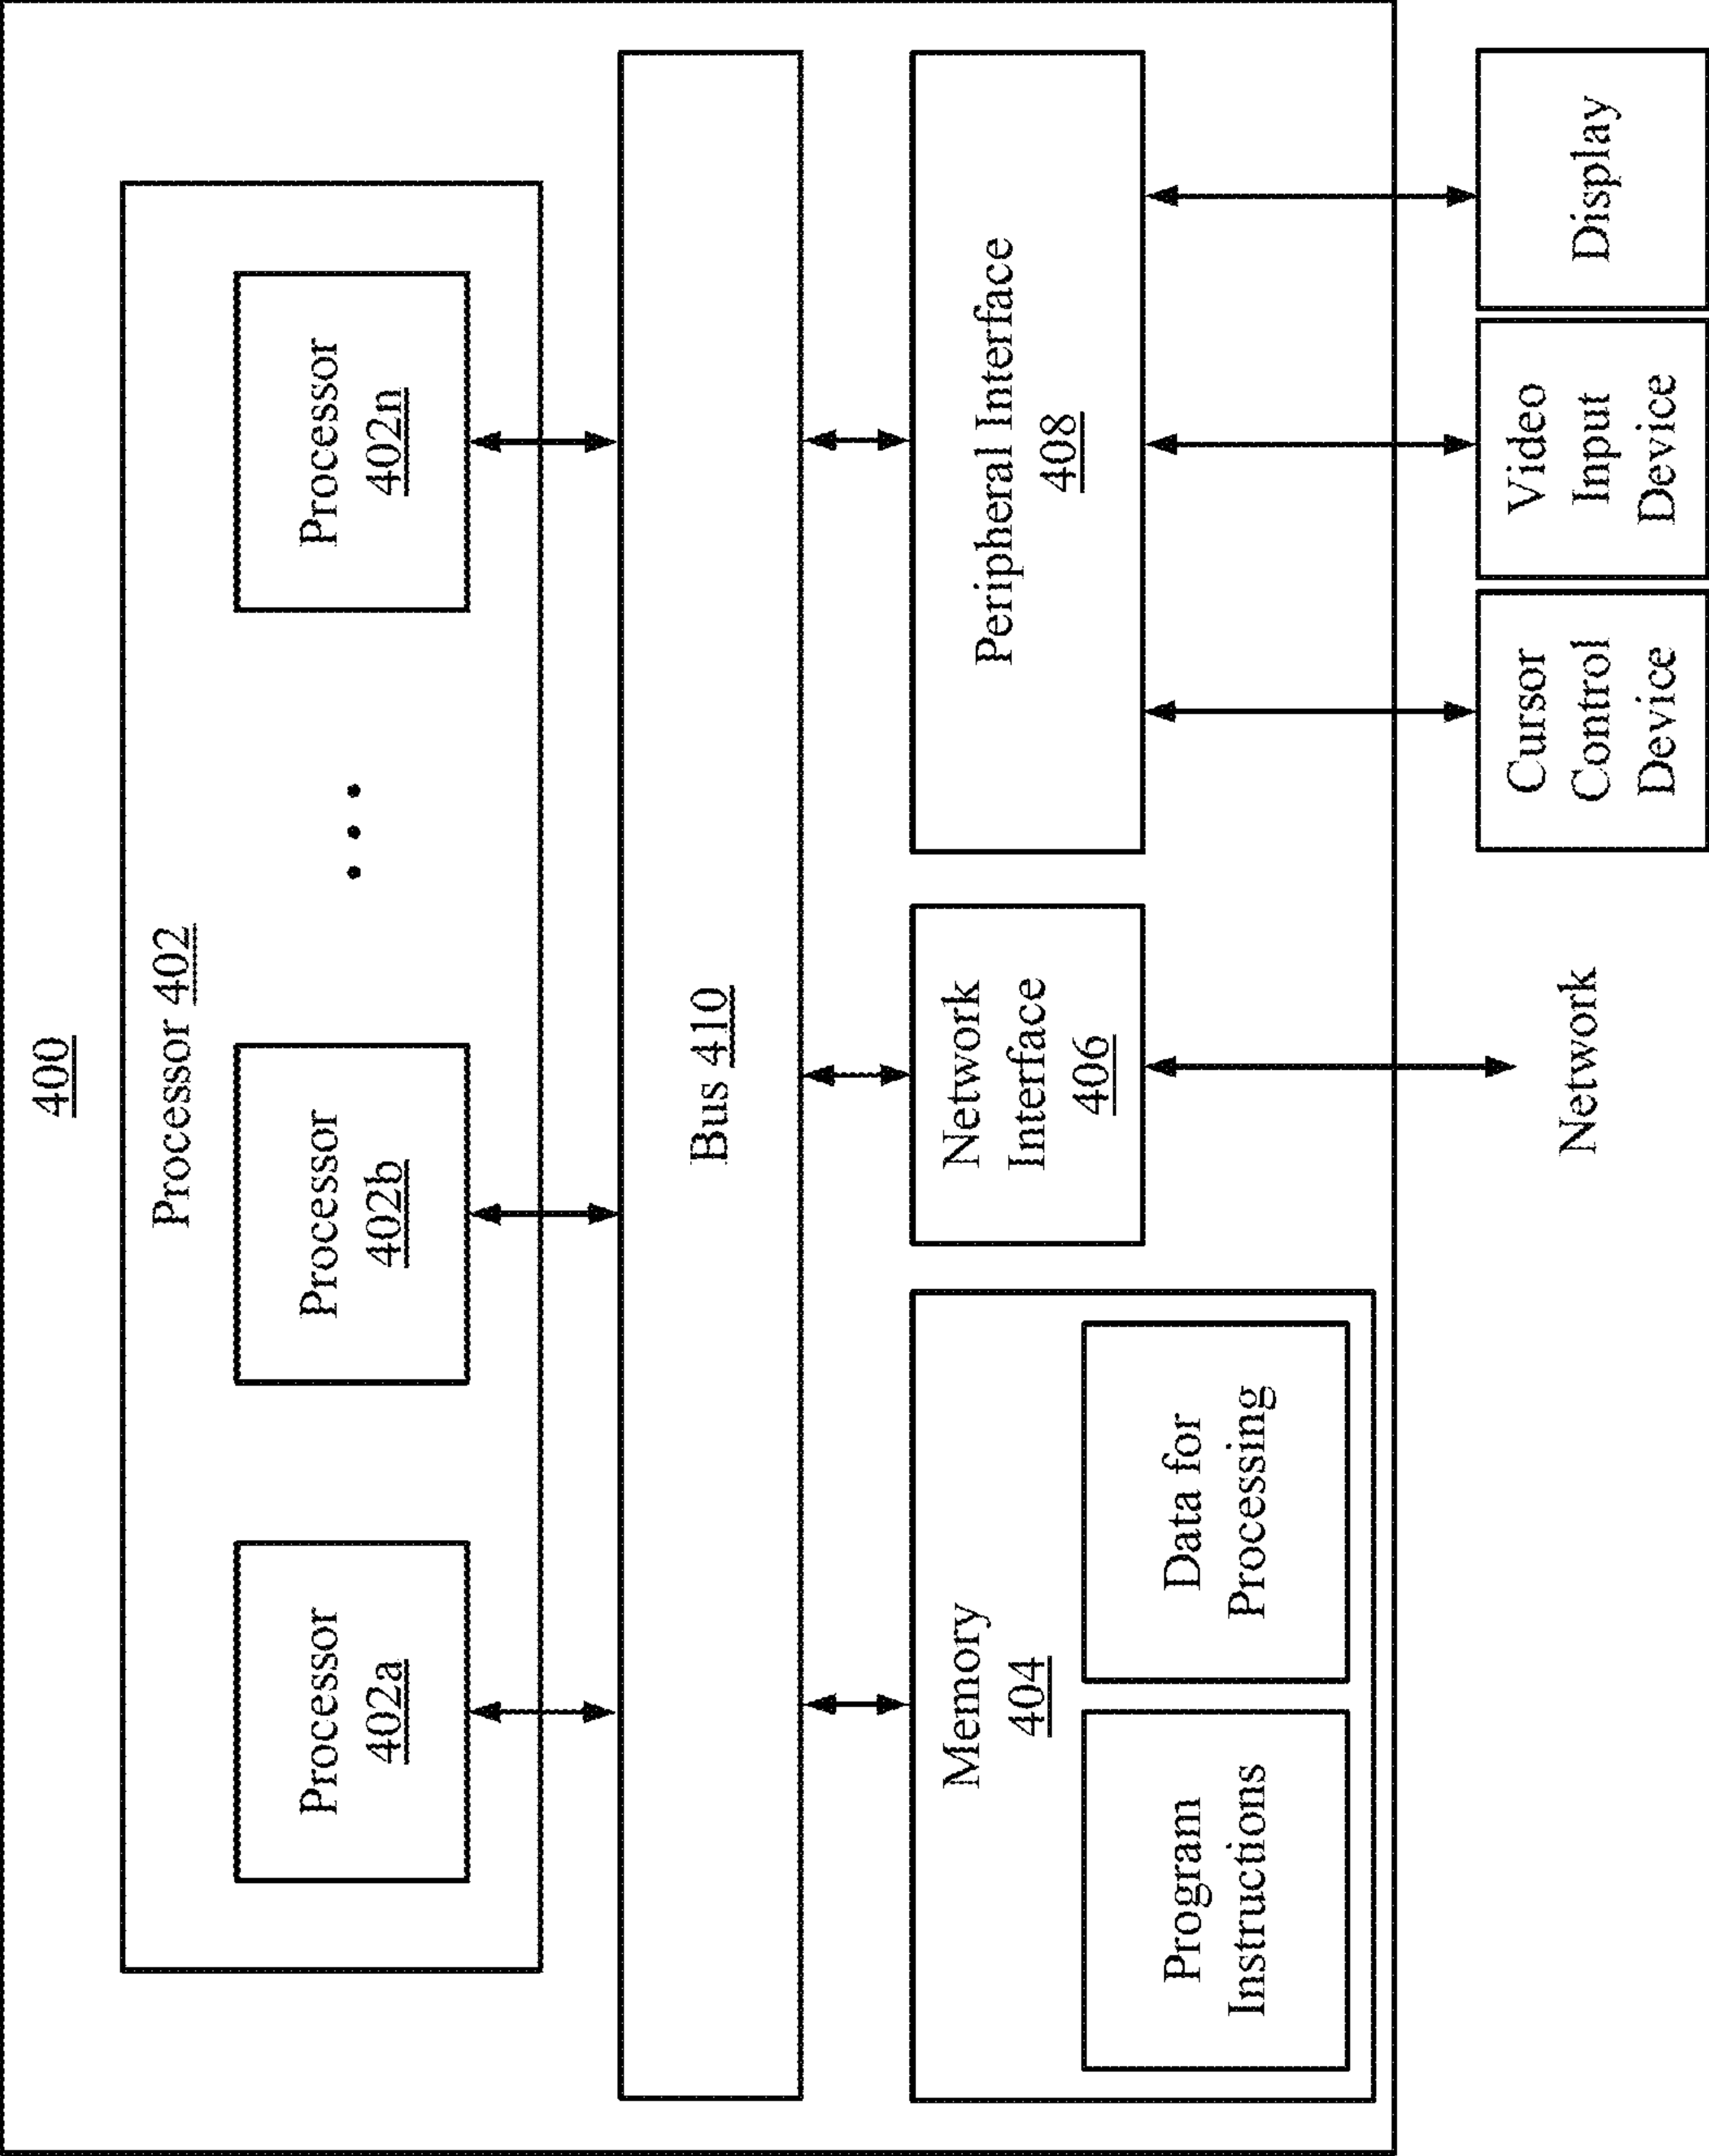 400
Processor 402
Processor
402a
Processor
402b
...
Processor
402n
Bus 410
Memory
404
Program
Instructions
Data for
Processing
Network
Interface
406
Peripheral Interface
408
Network
Cursor
Control
Device
Video
Input
Device
Display